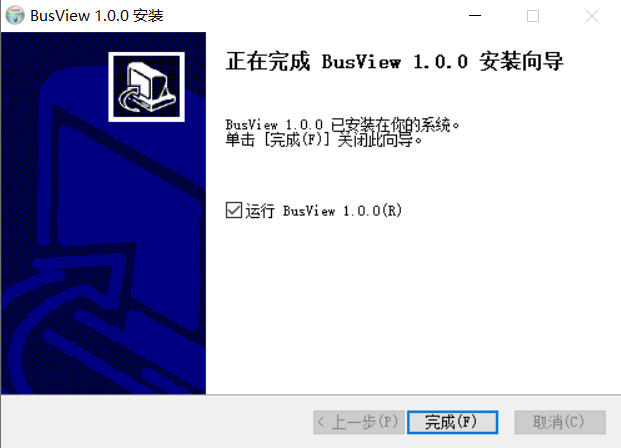 BusView 1.0.0 安装
正在完成 BusView 1.0.0 安装向导
BusView 1.0.0 已安装在你的系统。
单击 [完成(F)] 关闭此向导。
运行 BusView 1.0.0(R)
< 上一步(P) 完成(F) 取消(C)